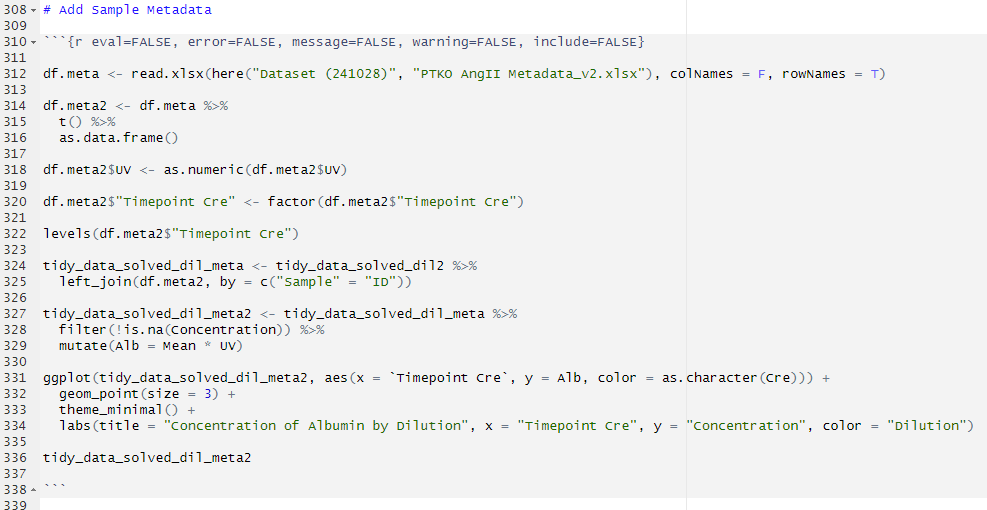 308 # Add Sample Metadata
309
310 ```{r eval=FALSE, error=FALSE, message=FALSE, warning=FALSE, include=FALSE}
311
312 df.meta <- read.xlsx(here("Dataset (241028)", "PTKO AngII Metadata_v2.xlsx"), colNames = F, rowNames = T)
313
314 df.meta2 <- df.meta %>%
315   t() %>%
316   as.data.frame()
317
318 df.meta2$UV <- as.numeric(df.meta2$UV)
319
320 df.meta2$"Timepoint Cre" <- factor(df.meta2$"Timepoint Cre")
321
322 levels(df.meta2$"Timepoint Cre")
323
324 tidy_data_solved_dil_meta <- tidy_data_solved_dil2 %>%
325   left_join(df.meta2, by = c("Sample" = "ID"))
326
327 tidy_data_solved_dil_meta2 <- tidy_data_solved_dil_meta %>%
328   filter(!is.na(Concentration)) %>%
329   mutate(Alb = Mean * UV)
330
331 ggplot(tidy_data_solved_dil_meta2, aes(x = `Timepoint Cre`, y = Alb, color = as.character(Cre))) +
332   geom_point(size = 3) +
333   theme_minimal() +
334   labs(title = "Concentration of Albumin by Dilution", x = "Timepoint Cre", y = "Concentration", color = "Dilution")
335
336 tidy_data_solved_dil_meta2
337
338 ```
339